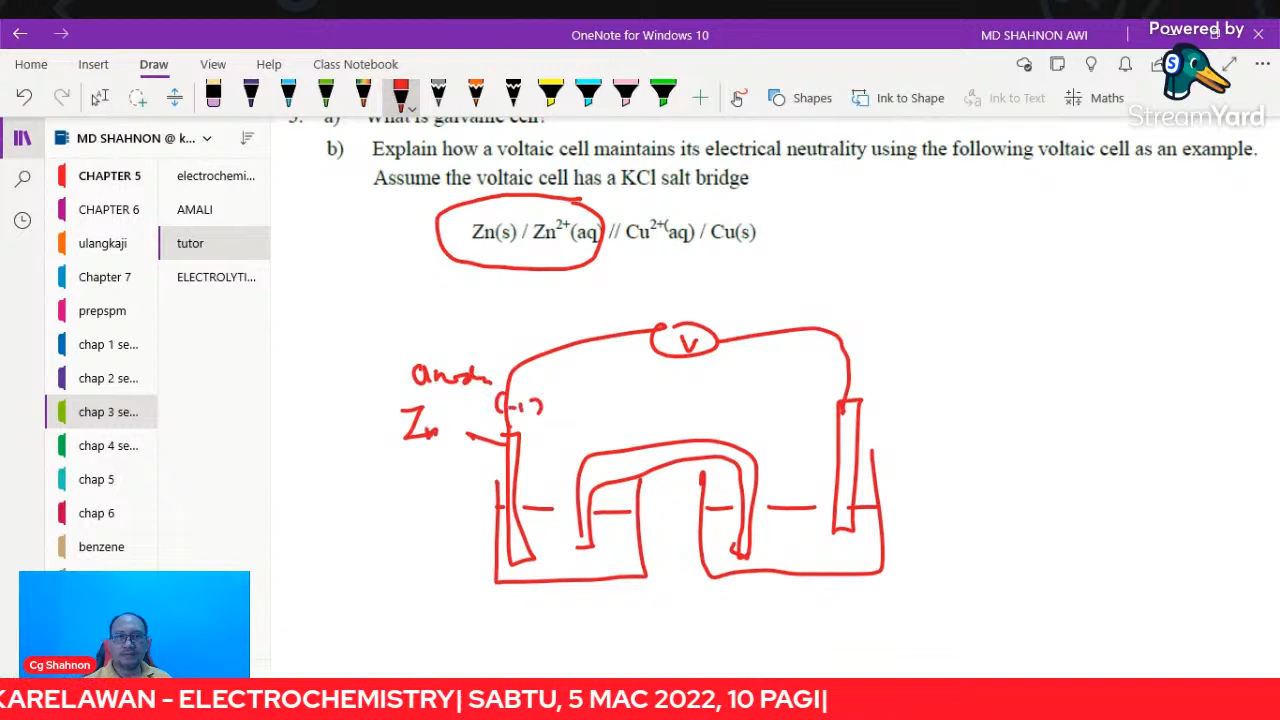 Powered by
StreamYard
OneNote for Windows 10
MD SHAHNON AWI
Home Insert Draw View Help Class Notebook
Shapes Ink to Shape Ink to Text Maths
MD SHAHNON @ k...
CHAPTER 5
CHAPTER 6
ulangkaji
Chapter 7
prepspm
chap 1 se...
chap 2 se...
chap 3 se...
chap 4 se...
chap 5
chap 6
benzene
electrochemi...
AMALI
tutor
ELECTROLYTI...
a) What is galvanic cell?
b) Explain how a voltaic cell maintains its electrical neutrality using the following voltaic cell as an example.
Assume the voltaic cell has a KCl salt bridge
Zn(s) / Zn²⁺(aq) // Cu²⁺(aq) / Cu(s)
V
anode
(-)
Zn
Cg Shahnon
KARELAWAN - ELECTROCHEMISTRY| SABTU, 5 MAC 2022, 10 PAGI|